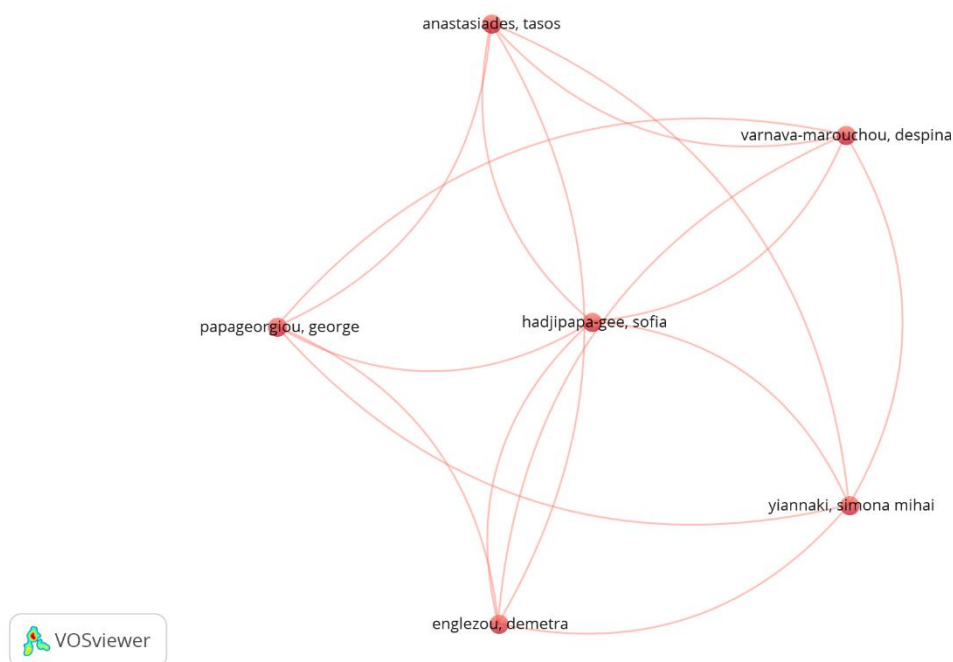 anastasiades, tasos
varnava-marouchou, despina
papageorgiou, george
hadjipapa-gee, sofia
yiannaki, simona mihai
englezou, demetra
VOSviewer